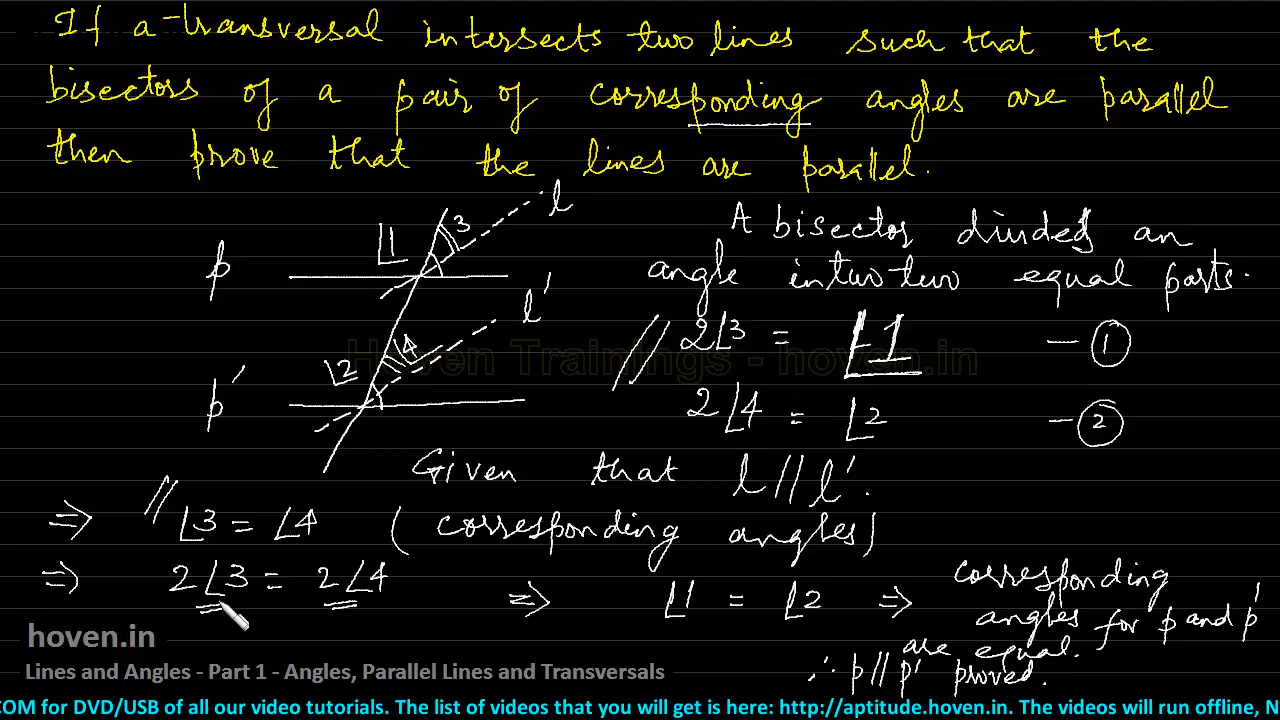 If a transversal intersects two lines such that the
bisectors of a pair of corresponding angles are parallel
then prove that the lines are parallel.
p
∠1
3
l
p'
∠2
∠4
l'
A bisector divided an
angle in two two equal parts.
2∠3 = ∠1 — ①
2∠4 = ∠2 — ②
Hoven Trainings - hoven.in
Given that l // l'.
⇒ // ∠3 = ∠4 (corresponding angles)
⇒ 2∠3 = 2∠4 ⇒ ∠1 = ∠2 ⇒ corresponding
angles for p and p'
are equal.
∴ p // p' proved.
hoven.in
Lines and Angles - Part 1 - Angles, Parallel Lines and Transversals
COM for DVD/USB of all our video tutorials. The list of videos that you will get is here: http://aptitude.hoven.in. The videos will run offline, N